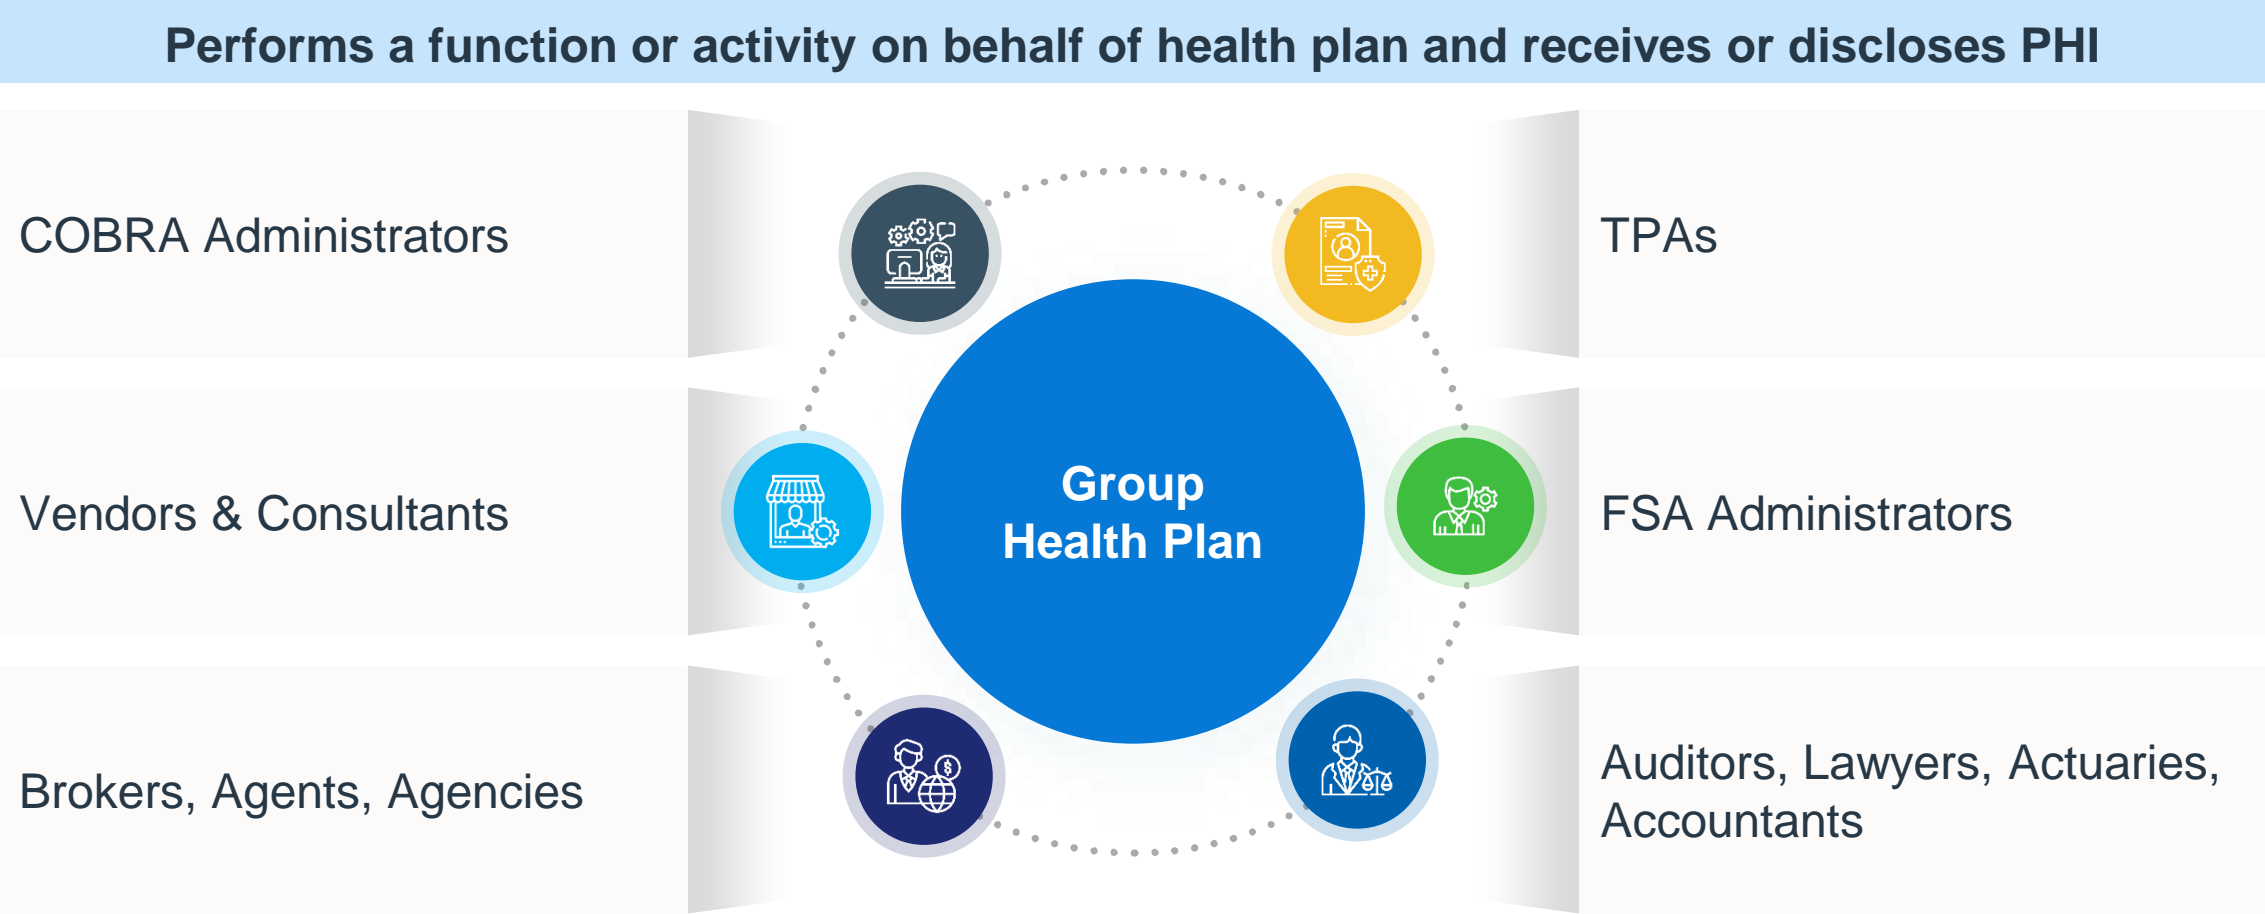 Performs a function or activity on behalf of health plan and receives or discloses PHI
COBRA Administrators
TPAs
Vendors & Consultants
Group
Health Plan
FSA Administrators
Brokers, Agents, Agencies
Auditors, Lawyers, Actuaries,
Accountants
$